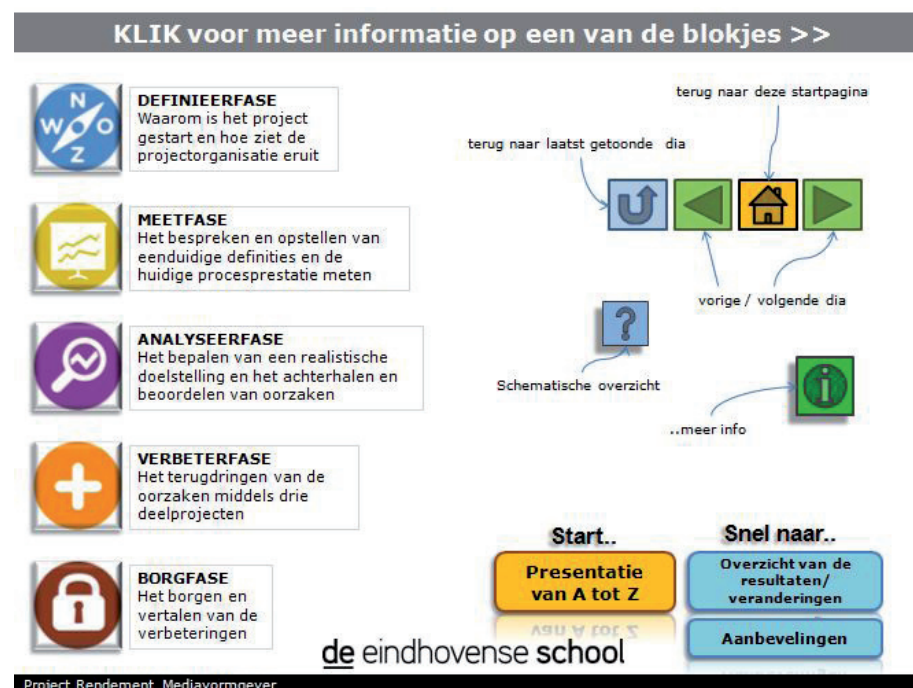 KLIK voor meer informatie op een van de blokjes >>
N
W O
Z
DEFINIEERFASE
Waarom is het project
gestart en hoe ziet de
projectorganisatie eruit
MEETFASE
Het bespreken en opstellen van
eenduidige definities en de
huidige procesprestatie meten
ANALYSEERFASE
Het bepalen van een realistische
doelstelling en het achterhalen en
beoordelen van oorzaken
VERBETERFASE
Het terugdringen van de
oorzaken middels drie
deelprojecten
BORGFASE
Het borgen en
vertalen van de
verbeteringen
terug naar deze startpagina
terug naar laatst getoonde dia
vorige / volgende dia
?
Schematische overzicht
i
..meer info
Start..
Presentatie
van A tot Z
Snel naar..
Overzicht van de
resultaten/
veranderingen
Aanbevelingen
de eindhovense school
Project Rendement Mediavormgever